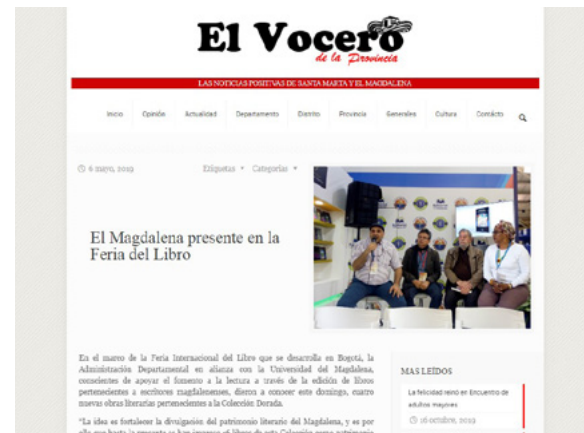 El Vocero
de la Provincia
LAS NOTICIAS POSITIVAS DE SANTA MARTA Y EL MAGDALENA
Inicio Opinión Actualidad Departamento Distrito Provincia Generales Cultura Contácto
6 mayo, 2019 Etiquetas Categorías
El Magdalena presente en la
Feria del Libro
En el marco de la Feria Internacional del Libro que se desarrolla en Bogotá, la
Administración Departamental en alianza con la Universidad del Magdalena,
conscientes de apoyar el fomento a la lectura a través de la edición de libros
pertenecientes a escritores magdalenenses, dieron a conocer este domingo, cuatro
nuevas obras literarias pertenecientes a la Colección Dorada.
"La idea es fortalecer la divulgación del patrimonio literario del Magdalena, y es por
MAS LEÍDOS
La felicidad reinó en Encuentro de
adultos mayores
16 octubre, 2019